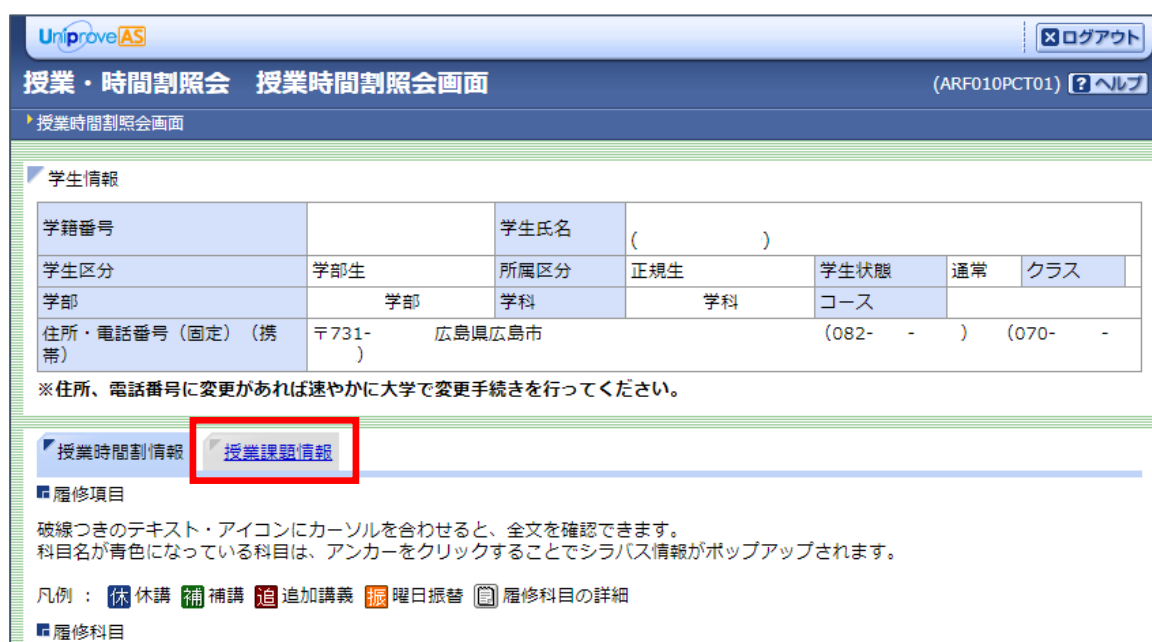 UniproveAS ログアウト
授業・時間割照会　授業時間割照会画面 (ARF010PCT01) ? ヘルプ
授業時間割照会画面
学生情報
学籍番号 学生氏名 ( )
学生区分 学部生 所属区分 正規生 学生状態 通常 クラス
学部 学部 学科 学科 コース
住所・電話番号（固定）（携 〒731- 広島県広島市 （082- - ） （070- -
帯） ）
※住所、電話番号に変更があれば速やかに大学で変更手続きを行ってください。
授業時間割情報 授業課題情報
履修項目
破線つきのテキスト・アイコンにカーソルを合わせると、全文を確認できます。
科目名が青色になっている科目は、アンカーをクリックすることでシラバス情報がポップアップされます。
凡例 ： 休 休講 補 補講 追 追加講義 振 曜日振替 履修科目の詳細
履修科目